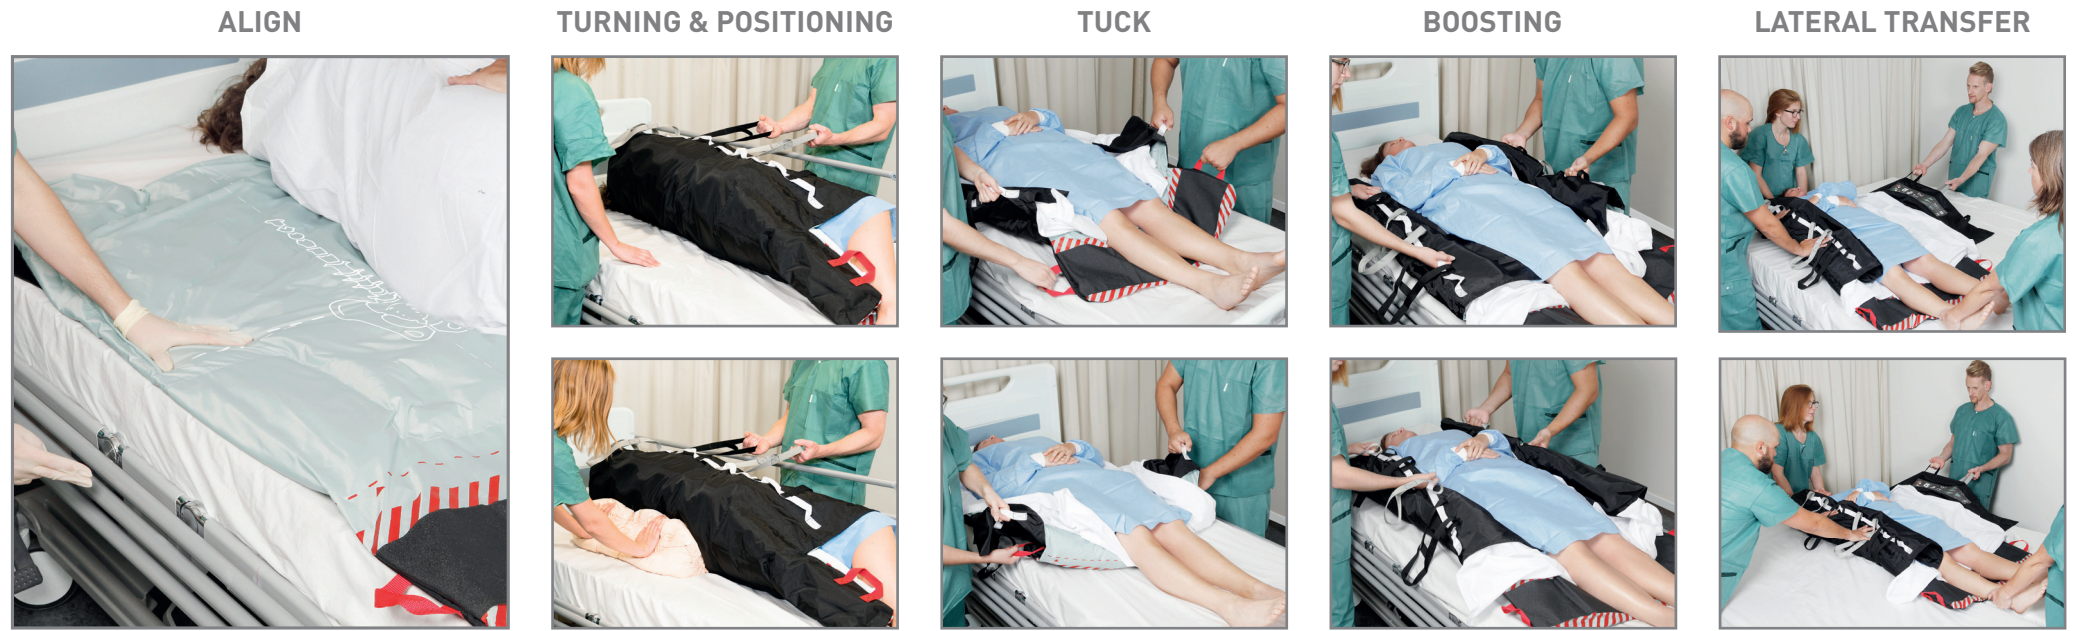 ALIGN
TURNING & POSITIONING
TUCK
BOOSTING
LATERAL TRANSFER